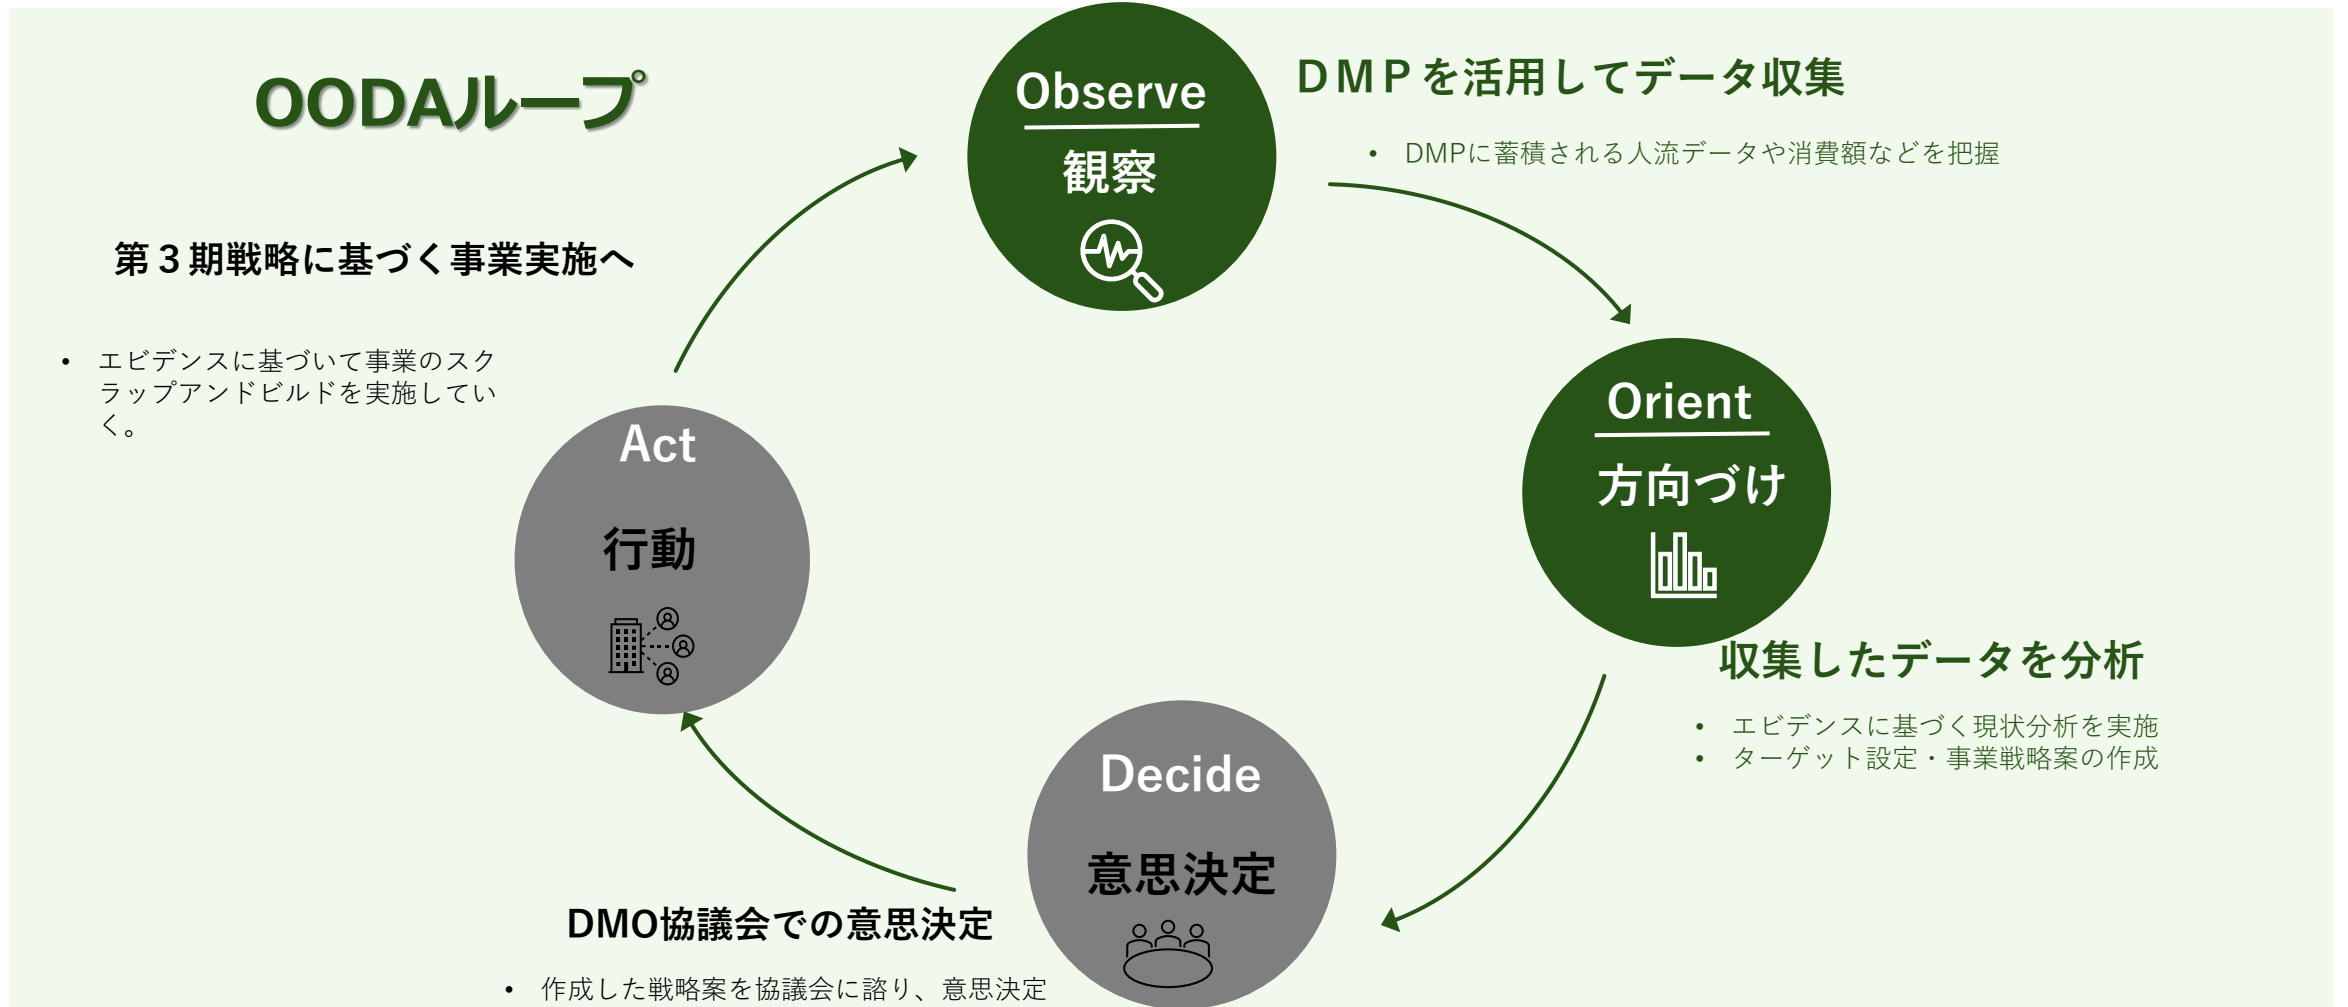 OODAループ
Observe
観察
ＤＭＰを活用してデータ収集
• DMPに蓄積される人流データや消費額などを把握
Orient
方向づけ
収集したデータを分析
• エビデンスに基づく現状分析を実施
• ターゲット設定・事業戦略案の作成
Decide
意思決定
DMO協議会での意思決定
• 作成した戦略案を協議会に諮り、意思決定
Act
行動
第３期戦略に基づく事業実施へ
• エビデンスに基づいて事業のスク
ラップアンドビルドを実施してい
く。